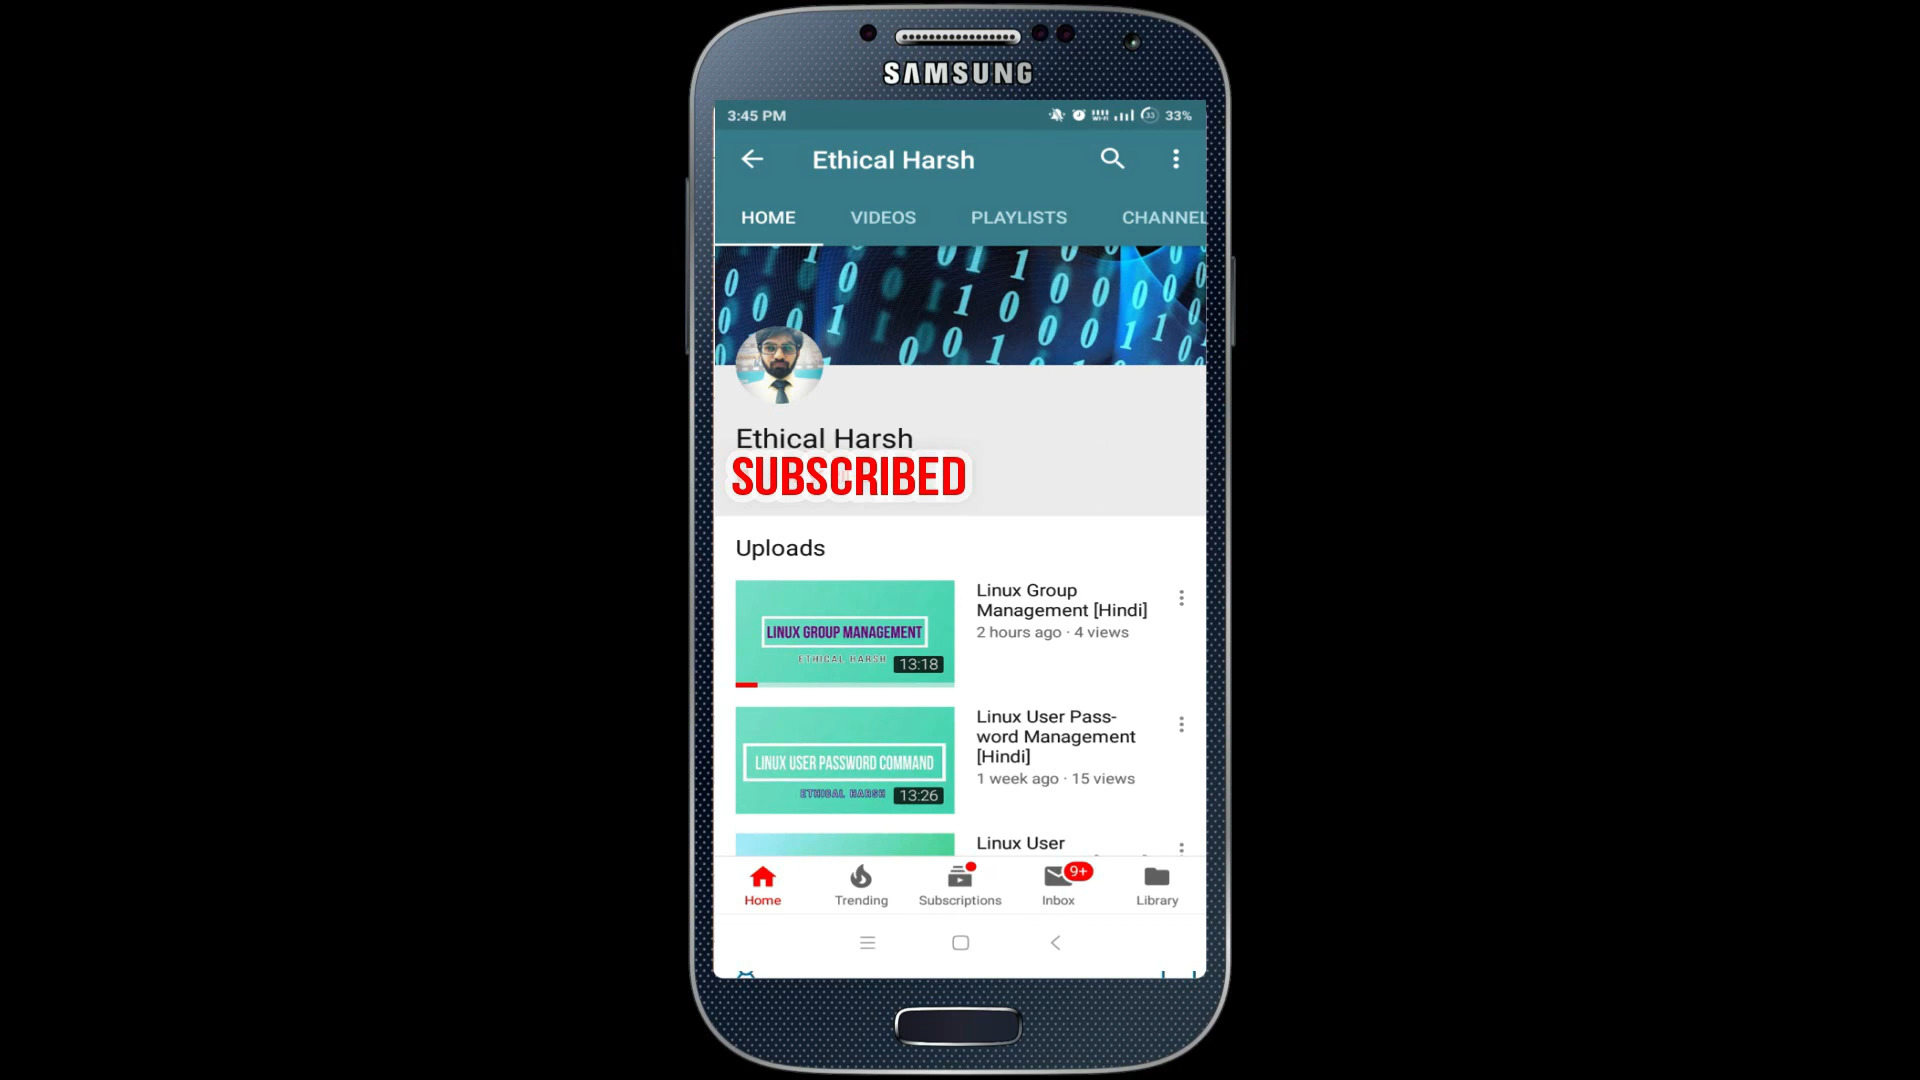 SAMSUNG
3:45 PM
33
33%
Ethical Harsh
HOME
VIDEOS
PLAYLISTS
CHANNEL
Ethical Harsh
SUBSCRIBED
Uploads
LINUX GROUP MANAGEMENT
ETHICAL HARSH
13:18
Linux Group
Management [Hindi]
2 hours ago · 4 views
LINUX USER PASSWORD COMMAND
ETHICAL HARSH
13:26
Linux User Pass-
word Management
[Hindi]
1 week ago · 15 views
Linux User
9+
Home
Trending
Subscriptions
Inbox
Library